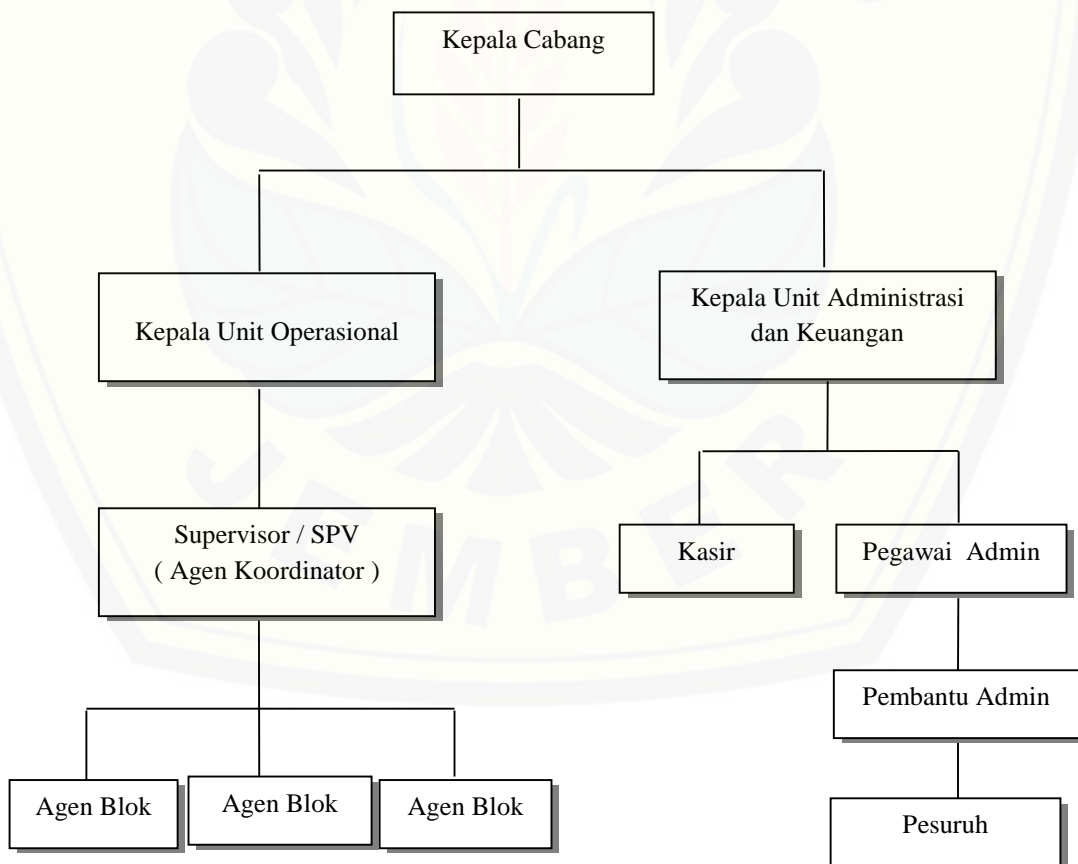 Kepala Cabang
Kepala Unit Operasional
Kepala Unit Administrasi
dan Keuangan
Supervisor / SPV
( Agen Koordinator )
Kasir
Pegawai Admin
Pembantu Admin
Agen Blok
Agen Blok
Agen Blok
Pesuruh
JEMBER